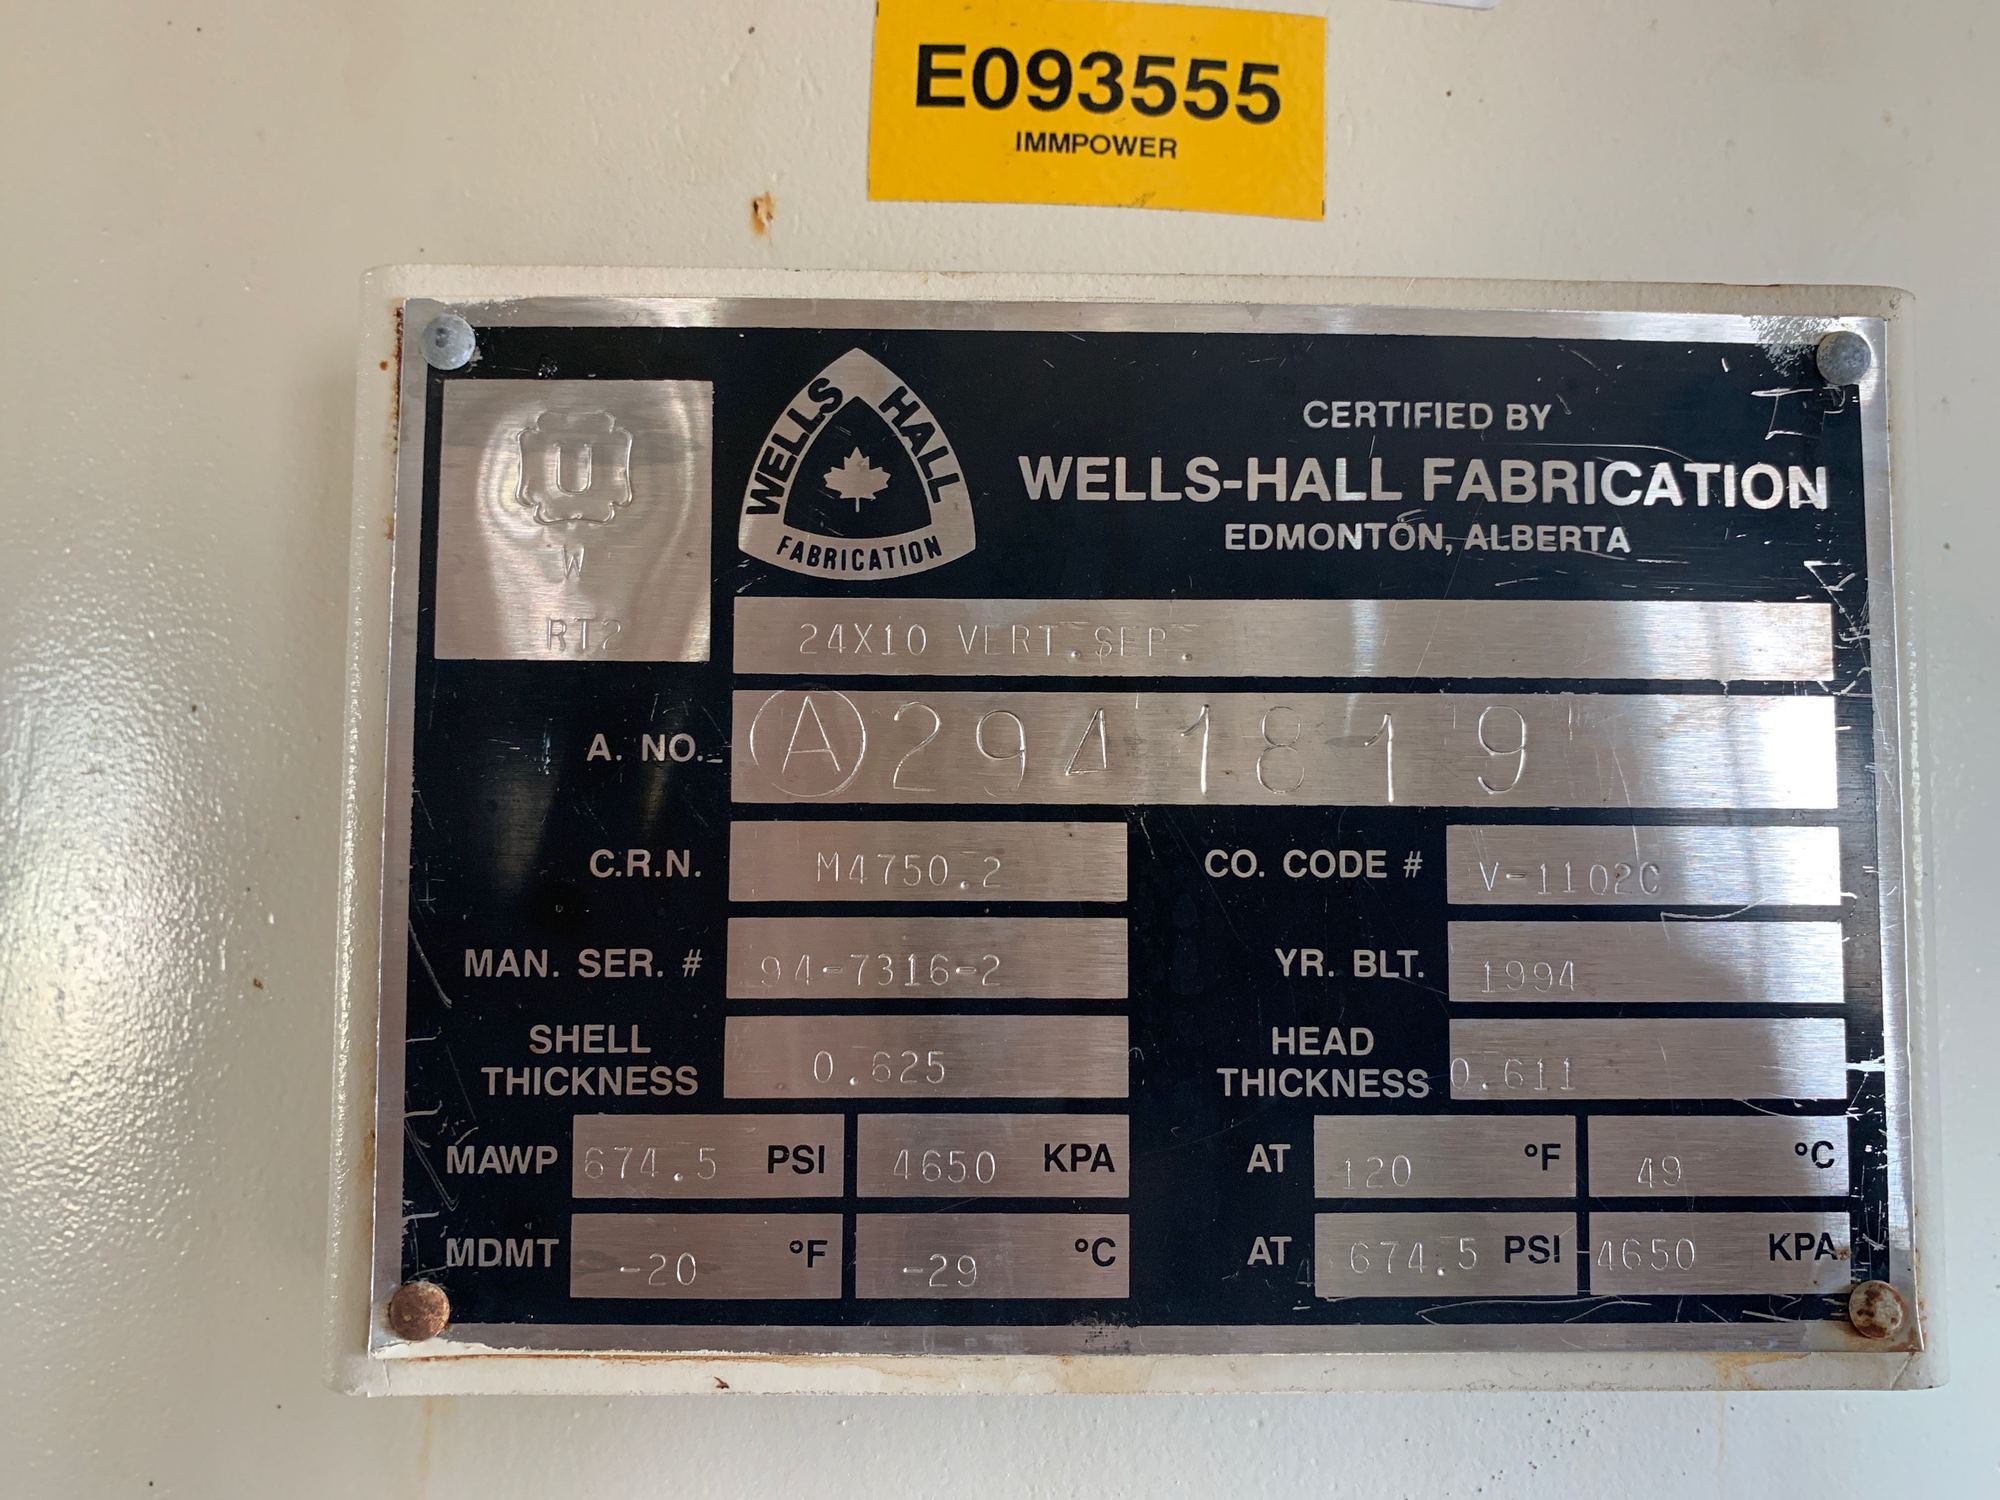 E093555
IMMPOWER
U
W
RT2
WELLS HALL
FABRICATION
CERTIFIED BY
WELLS-HALL FABRICATION
EDMONTON, ALBERTA
24X10 VERT.SEP.
A. NO. A 2941819
C.R.N. M4750.2 CO. CODE # V-1102C
MAN. SER. # 94-7316-2 YR. BLT. 1994
SHELL THICKNESS 0.625 HEAD THICKNESS 0.611
MAWP 674.5 PSI 4650 KPA AT 120 °F 49 °C
MDMT -20 °F -29 °C AT 674.5 PSI 4650 KPA